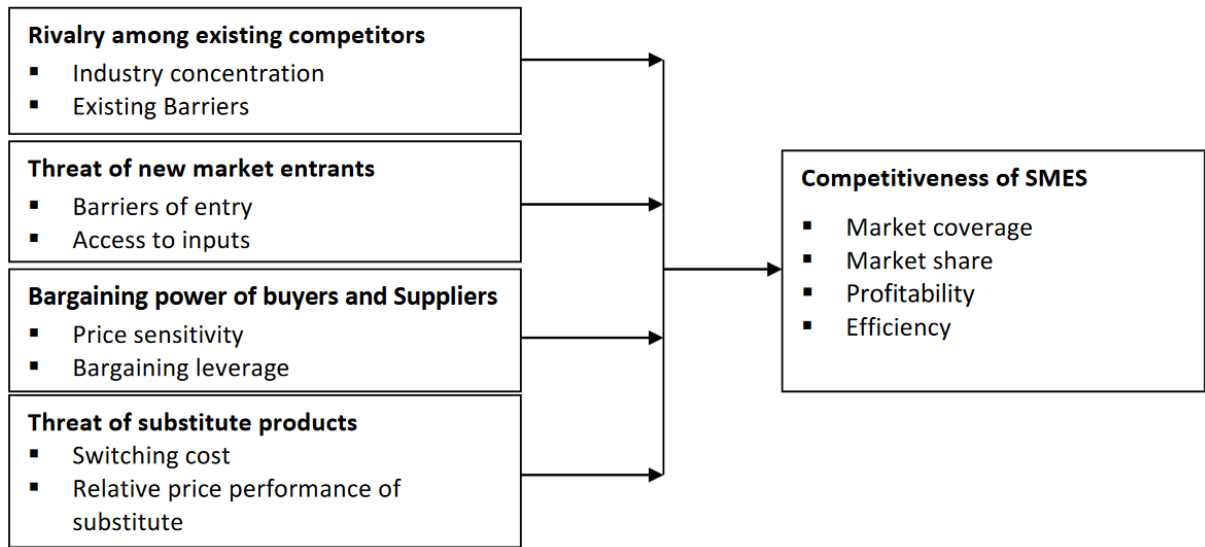 Rivalry among existing competitors
▪ Industry concentration
▪ Existing Barriers
Threat of new market entrants
▪ Barriers of entry
▪ Access to inputs
Bargaining power of buyers and Suppliers
▪ Price sensitivity
▪ Bargaining leverage
Threat of substitute products
▪ Switching cost
▪ Relative price performance of
substitute
Competitiveness of SMES
▪ Market coverage
▪ Market share
▪ Profitability
▪ Efficiency